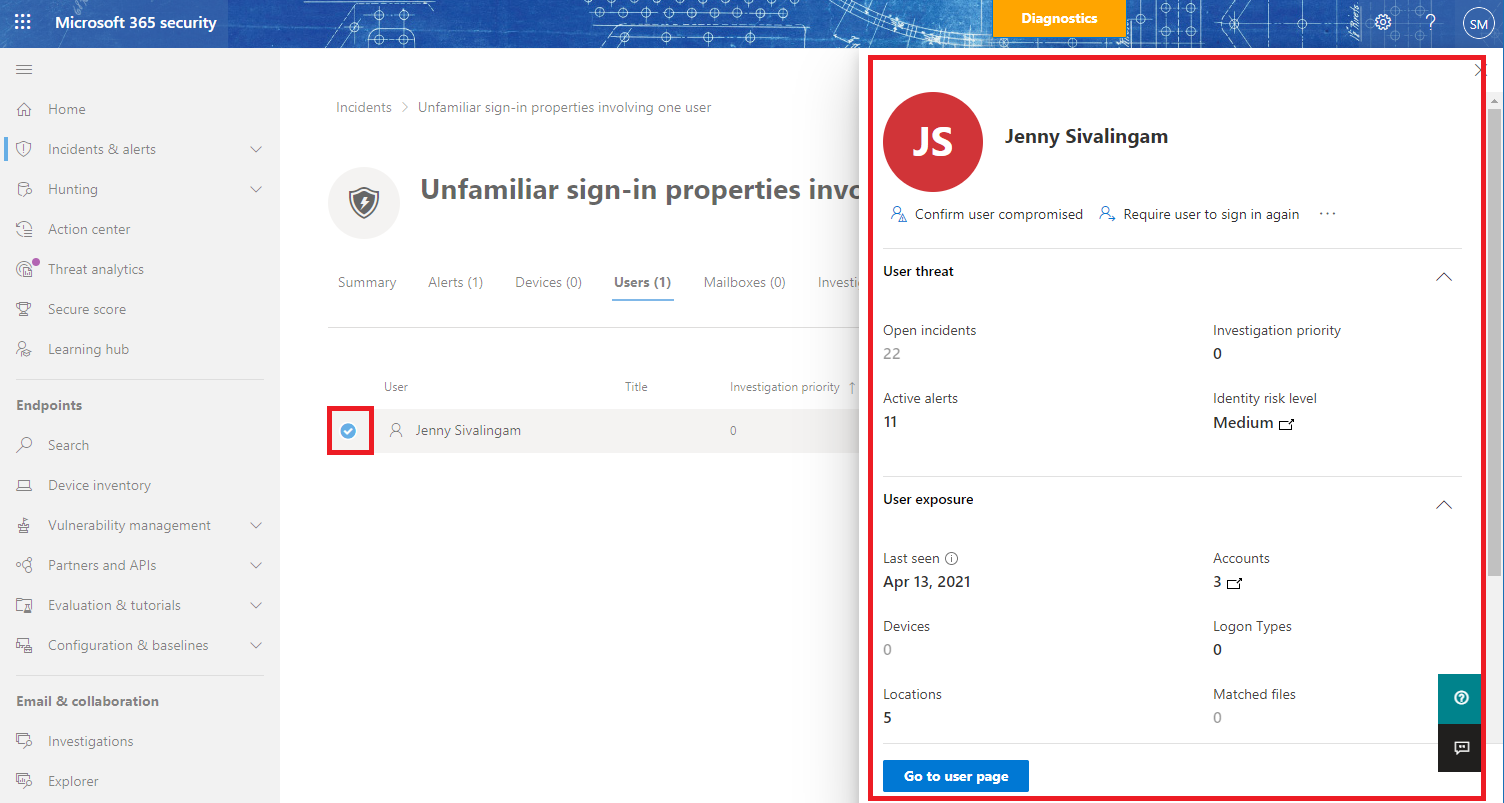 Microsoft 365 security
Diagnostics
?
SM
Home
Incidents & alerts
Hunting
Action center
Threat analytics
Secure score
Learning hub
Endpoints
Search
Device inventory
Vulnerability management
Partners and APIs
Evaluation & tutorials
Configuration & baselines
Email & collaboration
Investigations
Explorer
Incidents > Unfamiliar sign-in properties involving one user
Unfamiliar sign-in properties invo
Summary Alerts (1) Devices (0) Users (1) Mailboxes (0) Investi
User Title Investigation priority ↑
Jenny Sivalingam 0
JS
Jenny Sivalingam
Confirm user compromised Require user to sign in again ...
User threat
Open incidents Investigation priority
22 0
Active alerts Identity risk level
11 Medium
User exposure
Last seen Accounts
Apr 13, 2021 3
Devices Logon Types
0 0
Locations Matched files
5 0
Go to user page